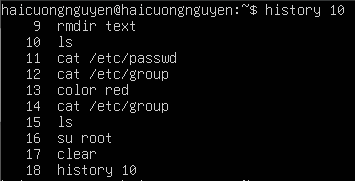 haicuongnguyen@haicuongnguyen:~$ history 10
9 rmdir text
10 ls
11 cat /etc/passwd
12 cat /etc/group
13 color red
14 cat /etc/group
15 ls
16 su root
17 clear
18 history 10